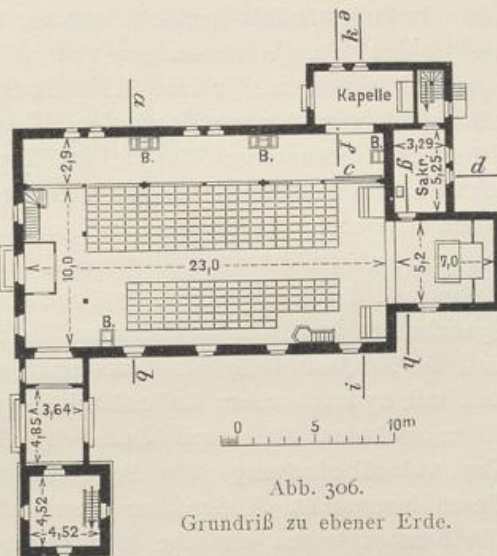 k e
a
Kapelle
B.
B.
f
B.
3,29
2,9
c
g
Sakr.
5,25
d
10,0
23,0
5,2
7,0
B.
b
i
h
3,64
4,85
0 5 10m
4,52
4,52
Abb. 306.
Grundriß zu ebener Erde.